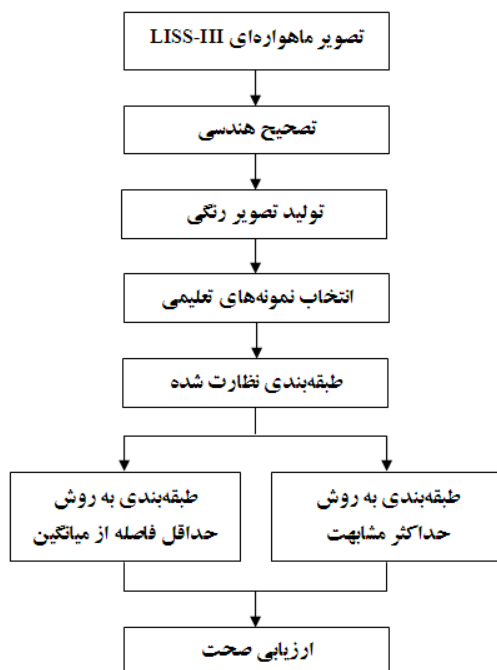 تصویر ماهواره‌ای LISS-III
تصحیح هندسی
تولید تصویر رنگی
انتخاب نمونه‌های تعلیمی
طبقه‌بندی نظارت شده
طبقه‌بندی به روش
حداکثر مشابهت
طبقه‌بندی به روش
حداقل فاصله از میانگین
ارزیابی صحت